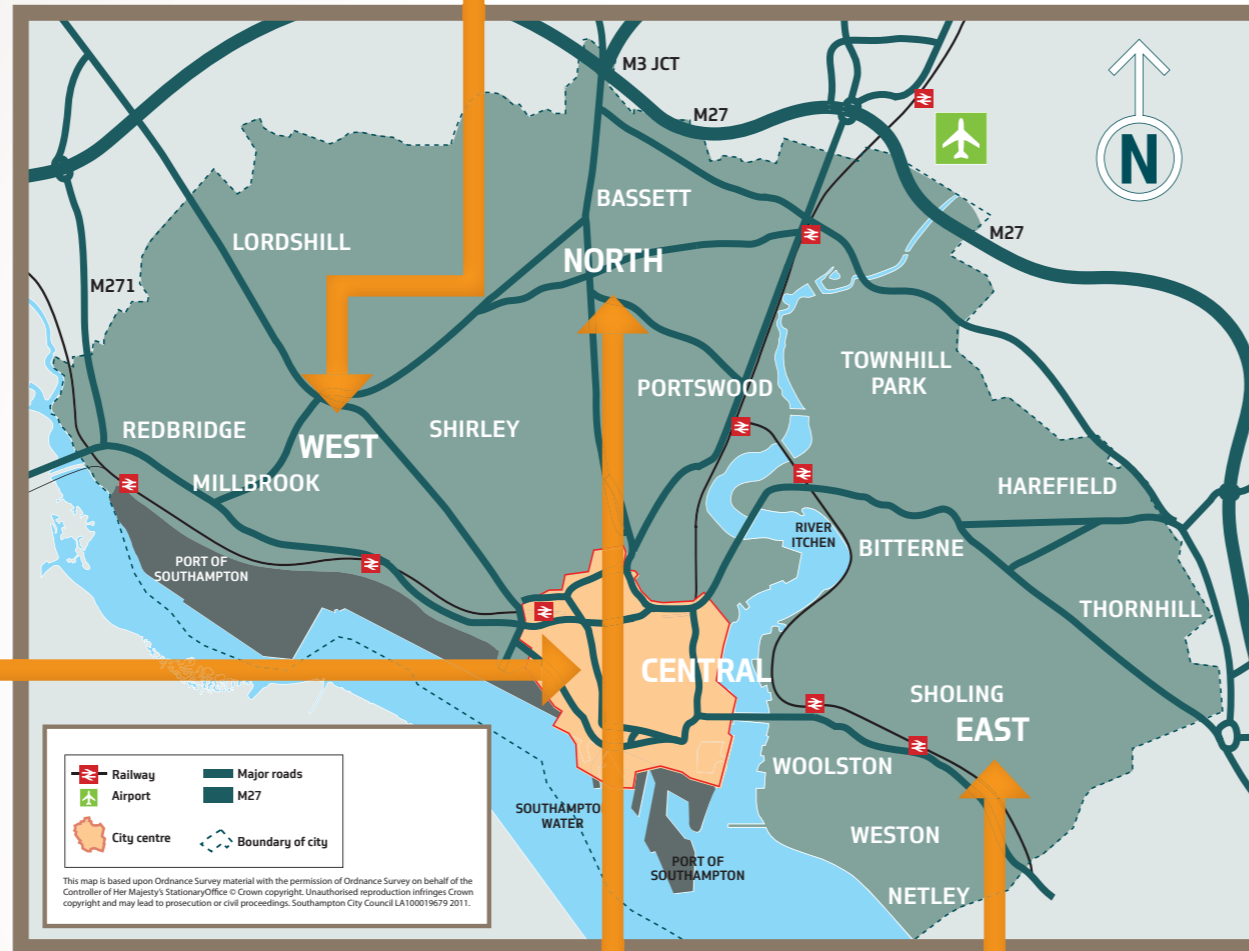 M3 JCT
M27
N
BASSETT
LORDSHILL
M27
NORTH
M271
TOWNHILL
PARK
PORTSWOOD
REDBRIDGE
SHIRLEY
WEST
MILLBROOK
HAREFIELD
RIVER
ITCHEN
BITTERNE
PORT OF
SOUTHAMPTON
THORNHILL
CENTRAL
SHOLING
EAST
WOOLSTON
Railway
Major roads
Airport
M27
City centre
Boundary of city
SOUTHAMPTON
WATER
WESTON
PORT OF
SOUTHAMPTON
NETLEY
This map is based upon Ordnance Survey material with the permission of Ordnance Survey on behalf of the
Controller of Her Majesty's StationaryOffice © Crown copyright. Unauthorised reproduction infringes Crown
copyright and may lead to prosecution or civil proceedings. Southampton City Council LA100019679 2011.